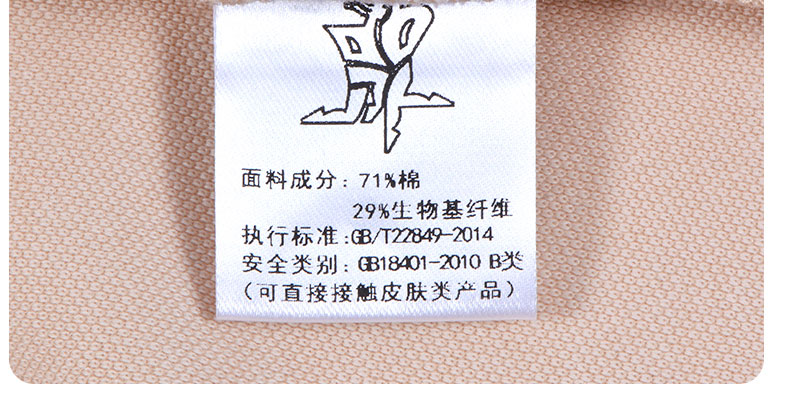 面料成分: 71%棉
29%生物基纤维
执行标准:GB/T22849-2014
安全类别: GB18401-2010 B类
（可直接接触皮肤类产品）